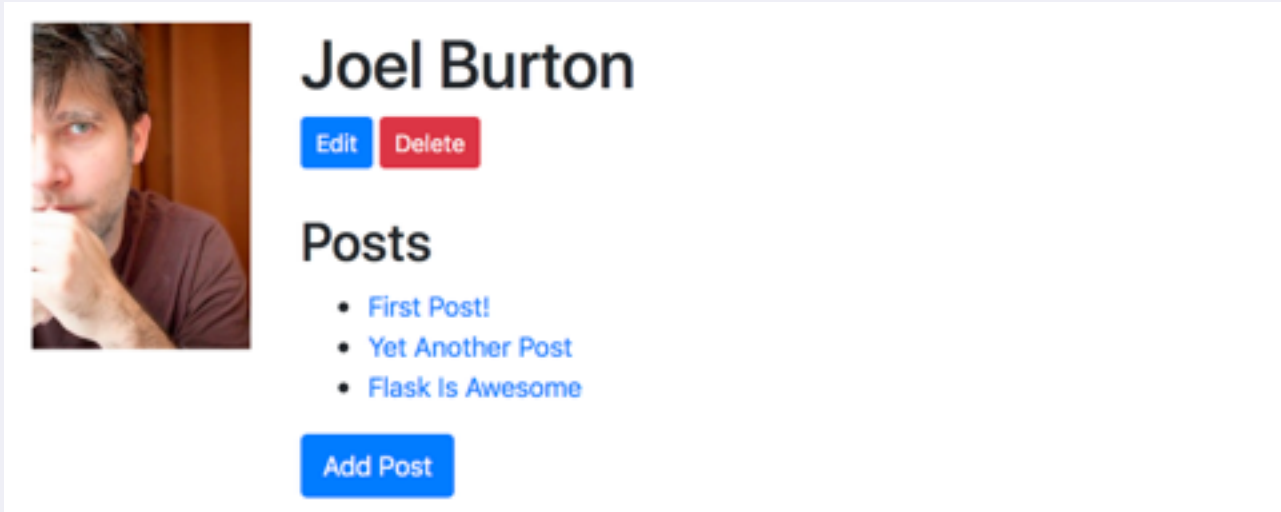 Joel Burton
Edit Delete
Posts
First Post!
Yet Another Post
Flask Is Awesome
Add Post